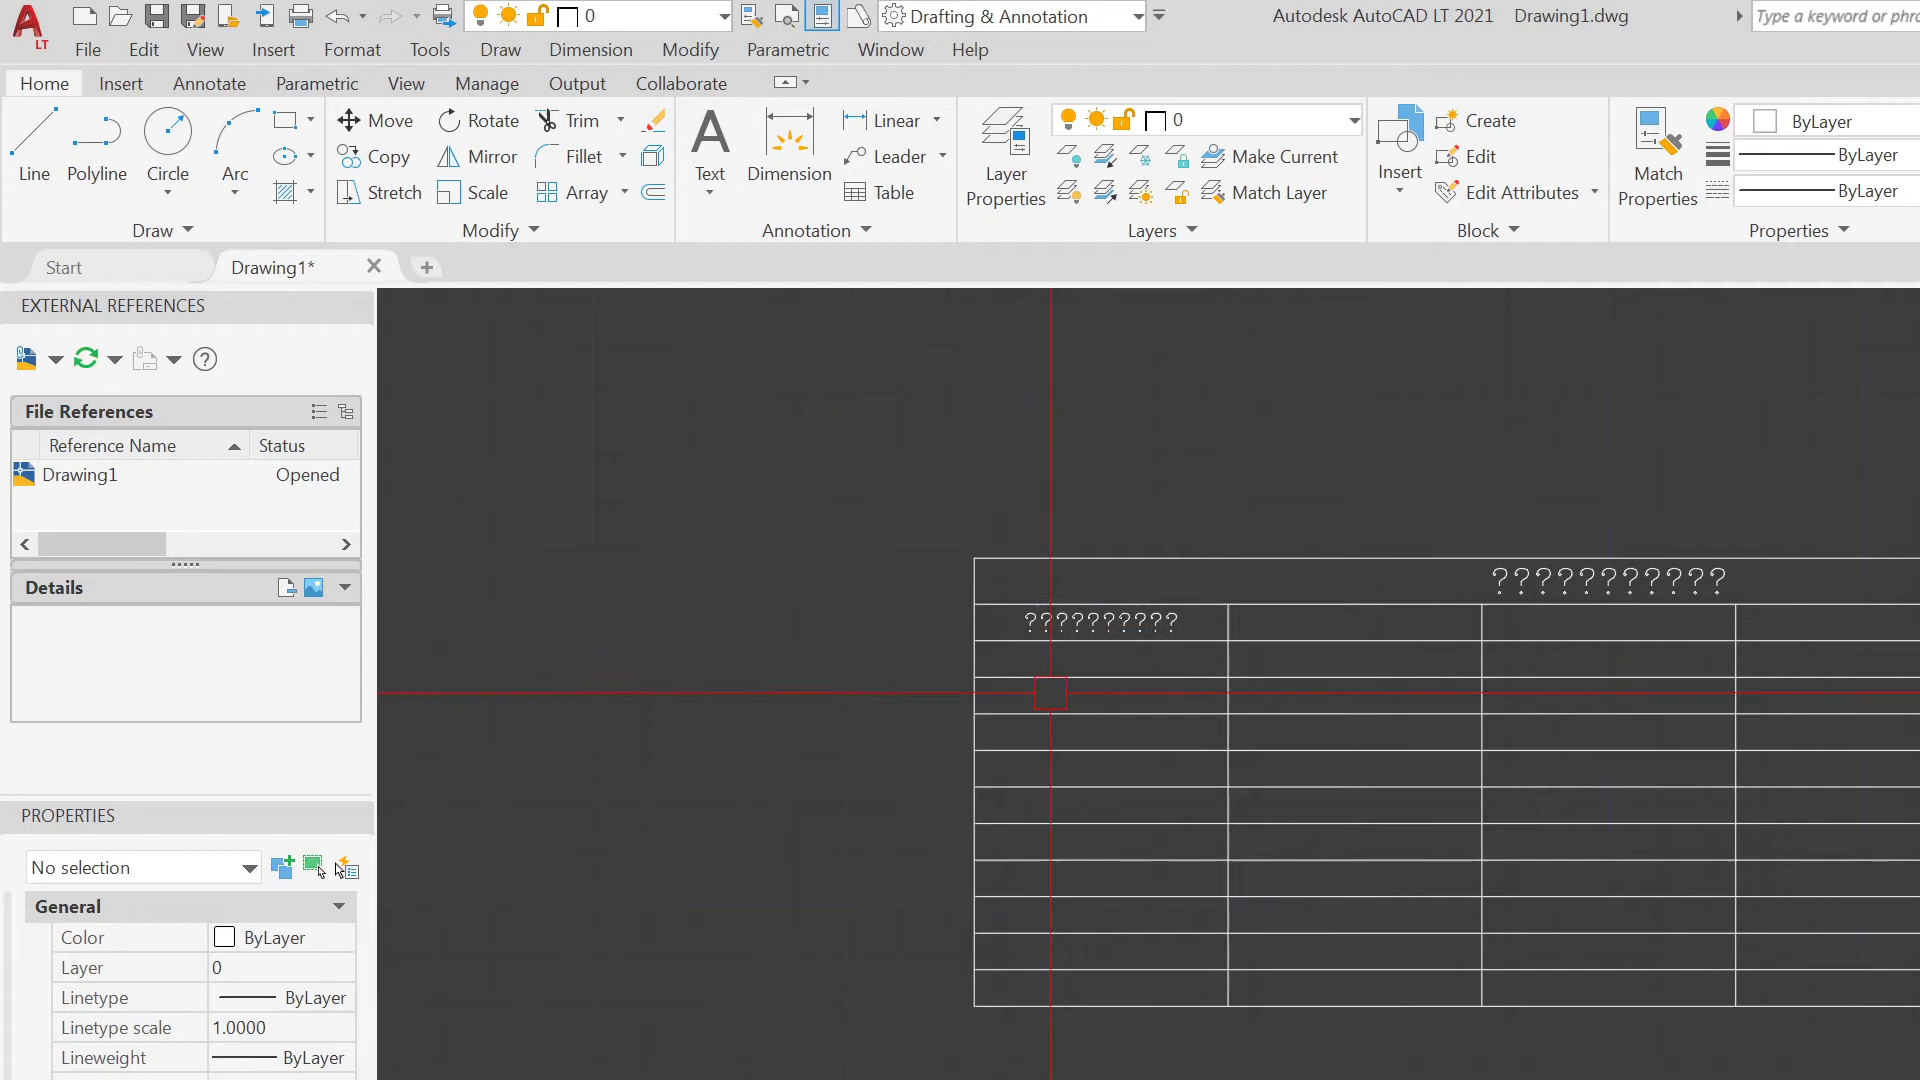 0
Drafting & Annotation
Autodesk AutoCAD LT 2021 Drawing1.dwg
Type a keyword or phra
LT
File Edit View Insert Format Tools Draw Dimension Modify Parametric Window Help
Home Insert Annotate Parametric View Manage Output Collaborate
Move Rotate Trim
Linear
0
Create
ByLayer
Copy Mirror Fillet
Leader
Make Current
Edit
ByLayer
Line Polyline Circle Arc
Stretch Scale Array
Text Dimension
Table
Layer Properties
Match Layer
Insert
Edit Attributes
Match Properties
ByLayer
Draw Modify Annotation Layers Block Properties
Start Drawing1* +
EXTERNAL REFERENCES
?
File References
Reference Name Status
Drawing1 Opened
Details
???????????
??????????
PROPERTIES
No selection
General
Color ByLayer
Layer 0
Linetype ByLayer
Linetype scale 1.0000
Lineweight ByLayer